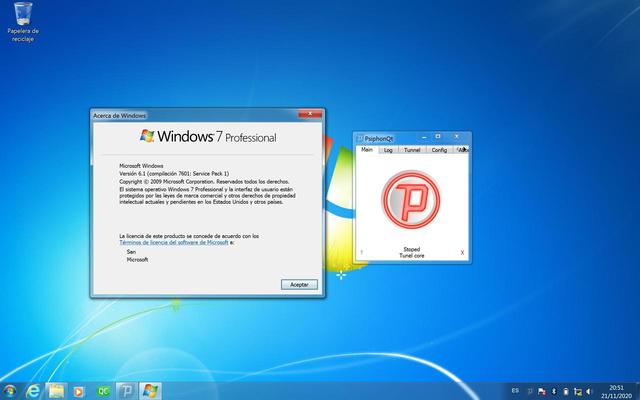 Papelera de
reciclaje
Acerca de Windows
Windows 7 Professional
Microsoft Windows
Versión 6.1 (compilación 7601: Service Pack 1)
Copyright © 2009 Microsoft Corporation. Reservados todos los derechos.
El sistema operativo Windows 7 Professional y la interfaz de usuario están
protegidos por las leyes de marca comercial y otros derechos de propiedad
intelectual actuales y pendientes en los Estados Unidos y otros países.
La licencia de este producto se concede de acuerdo con los
Términos de licencia del software de Microsoft a:
San
Microsoft
Aceptar
PsiphonQt
Main Log Tunnel Config
P
Stoped
Tunel core
? X
QC P
ES
20:51
21/11/2020